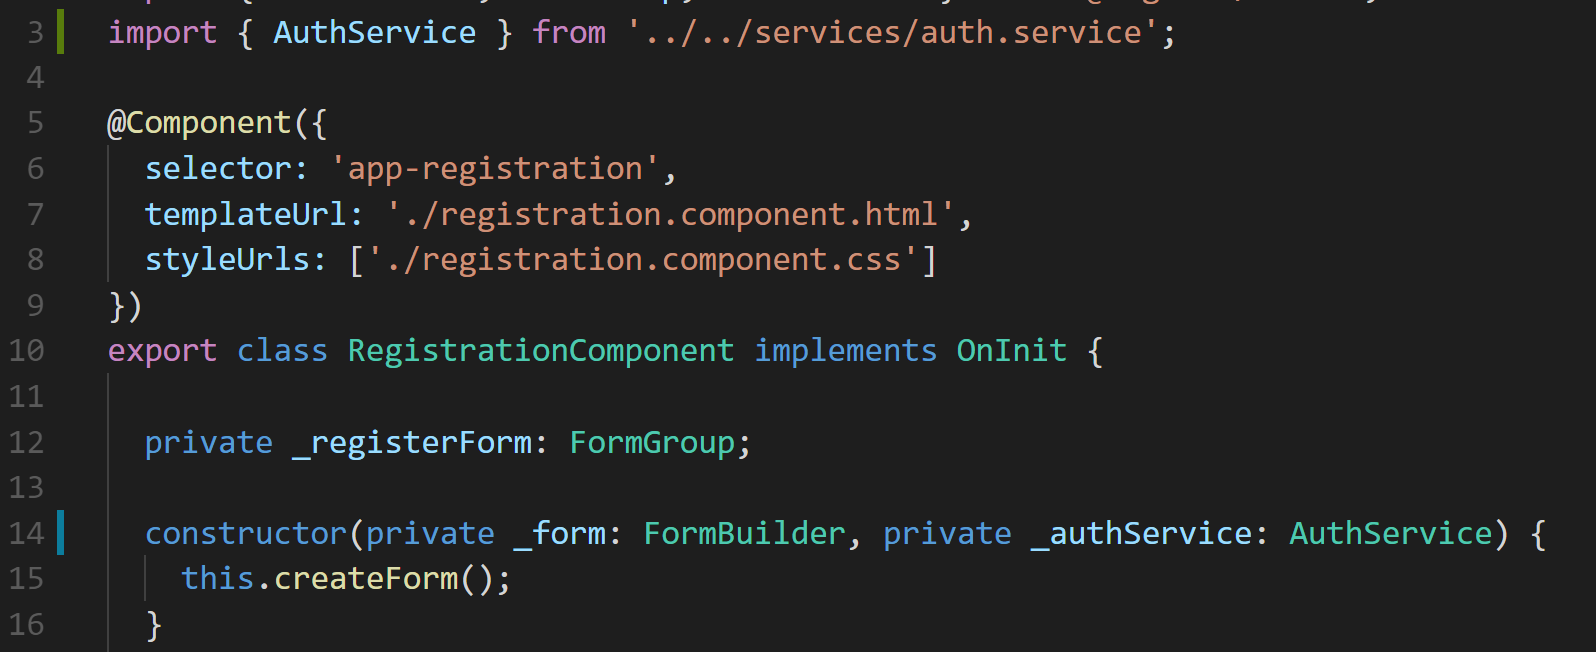 3 import { AuthService } from '../../services/auth.service';
4
5 @Component({
6 selector: 'app-registration',
7 templateUrl: './registration.component.html',
8 styleUrls: ['./registration.component.css']
9 })
10 export class RegistrationComponent implements OnInit {
11
12 private _registerForm: FormGroup;
13
14 constructor(private _form: FormBuilder, private _authService: AuthService) {
15 this.createForm();
16 }